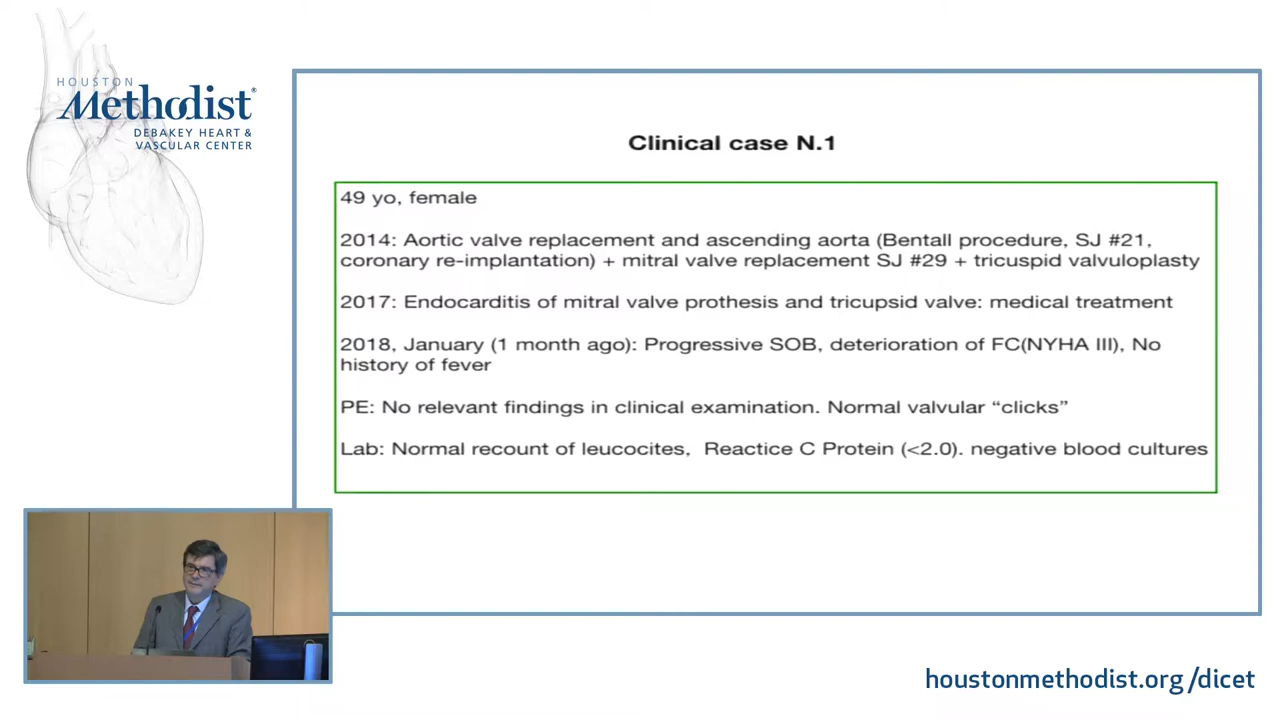 HOUSTON
Methodist®
DEBAKEY HEART &
VASCULAR CENTER
Clinical case N.1
49 yo, female
2014: Aortic valve replacement and ascending aorta (Bentall procedure, SJ #21,
coronary re-implantation) + mitral valve replacement SJ #29 + tricuspid valvuloplasty
2017: Endocarditis of mitral valve prothesis and tricupsid valve: medical treatment
2018, January (1 month ago): Progressive SOB, deterioration of FC(NYHA III), No
history of fever
PE: No relevant findings in clinical examination. Normal valvular “clicks”
Lab: Normal recount of leucocites, Reactice C Protein (<2.0). negative blood cultures
houstonmethodist.org/dicet